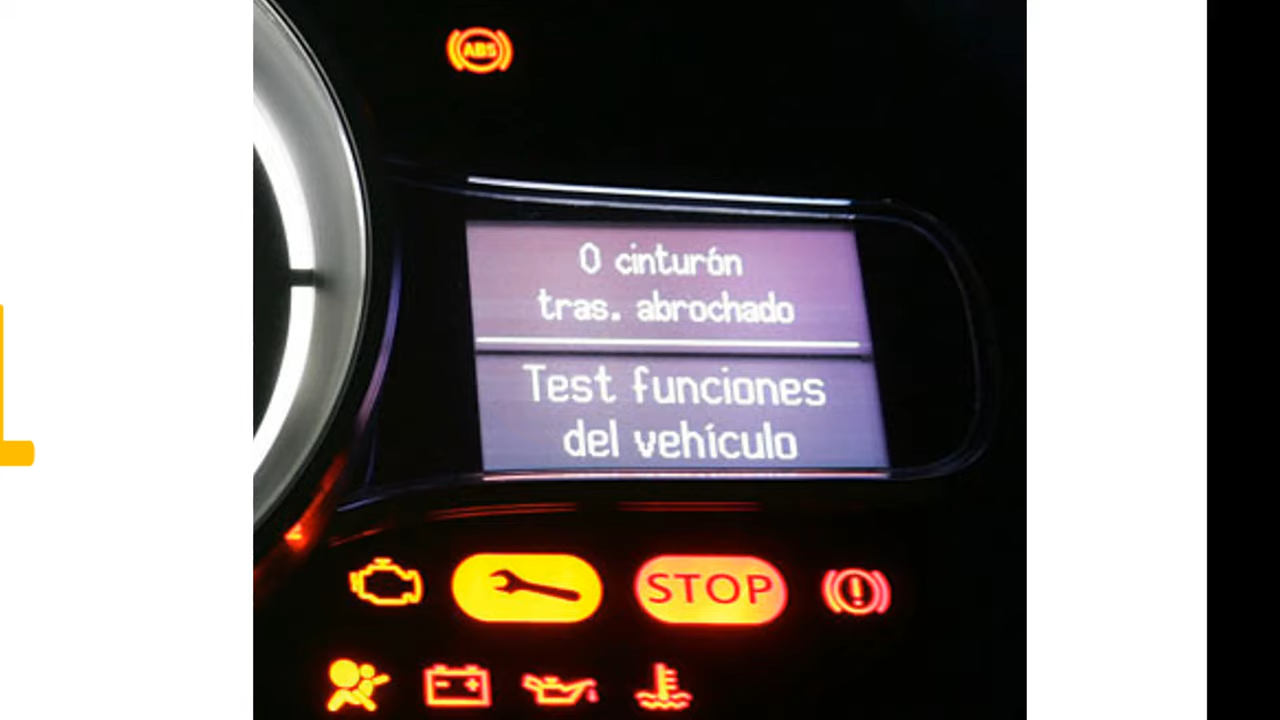 ABS
0 cinturón
tras. abrochado
Test funciones
del vehículo
STOP